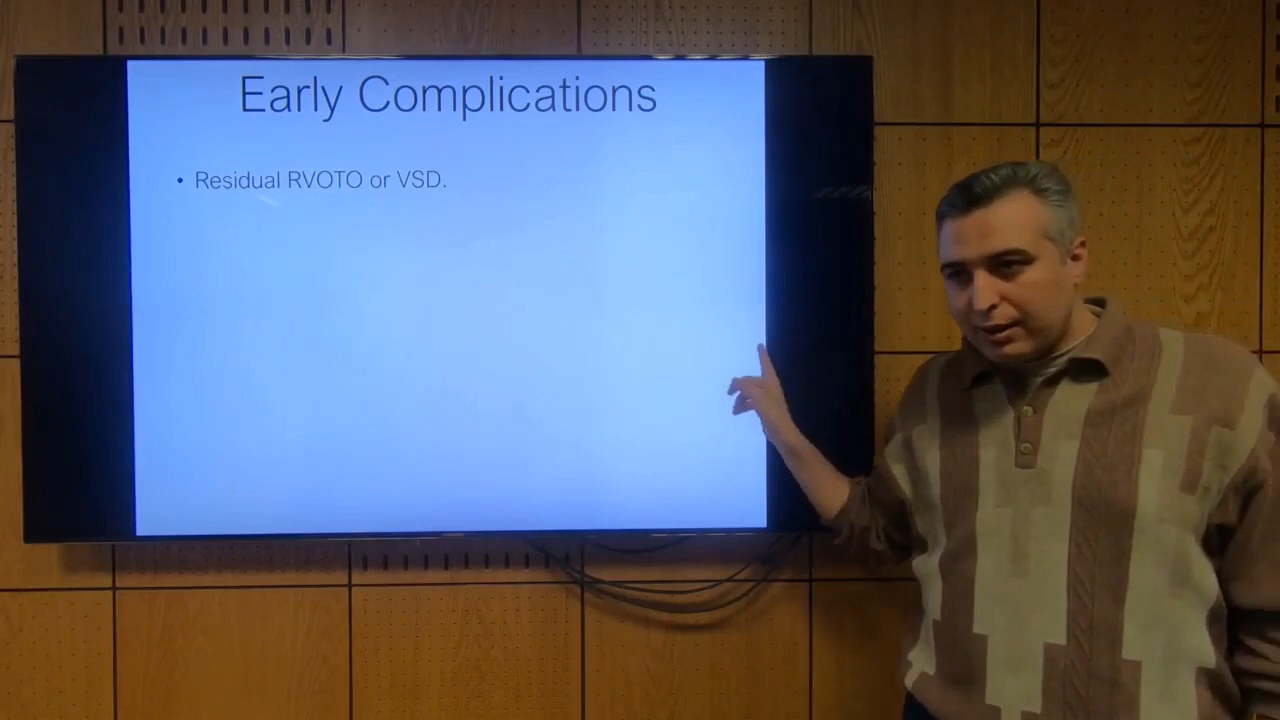 Early Complications
• Residual RVOTO or VSD.